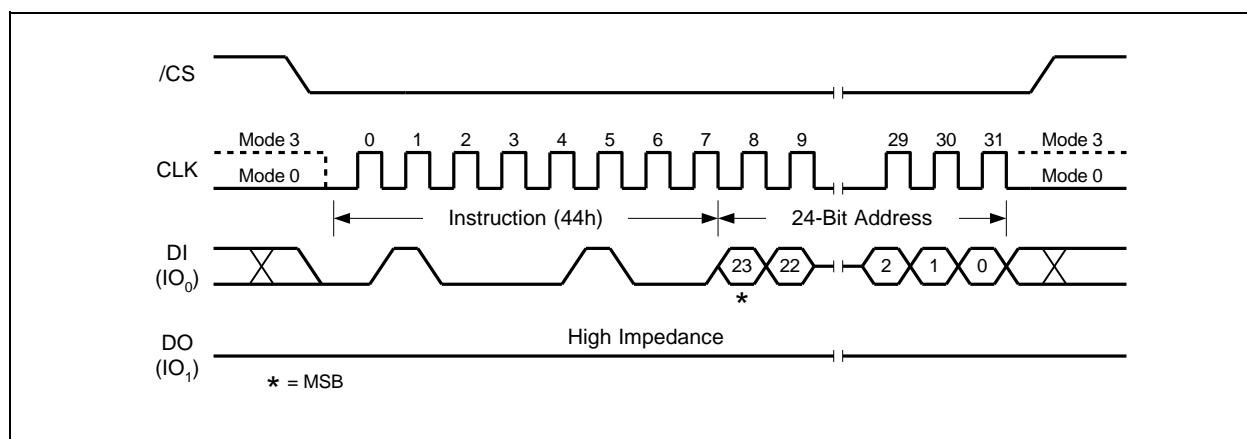 /CS
Mode 3 0 1 2 3 4 5 6 7 8 9 29 30 31 Mode 3
CLK
Mode 0 Mode 0
Instruction (44h) 24-Bit Address
DI
(IO0)
23 22 2 1 0
*
High Impedance
DO
(IO1)
* = MSB